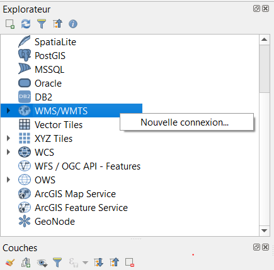 Explorateur
SpatiaLite
PostGIS
MSSQL
Oracle
DB2
WMS/WMTS
Nouvelle connexion...
Vector Tiles
XYZ Tiles
WCS
WFS / OGC API - Features
OWS
ArcGIS Map Service
ArcGIS Feature Service
GeoNode
Couches